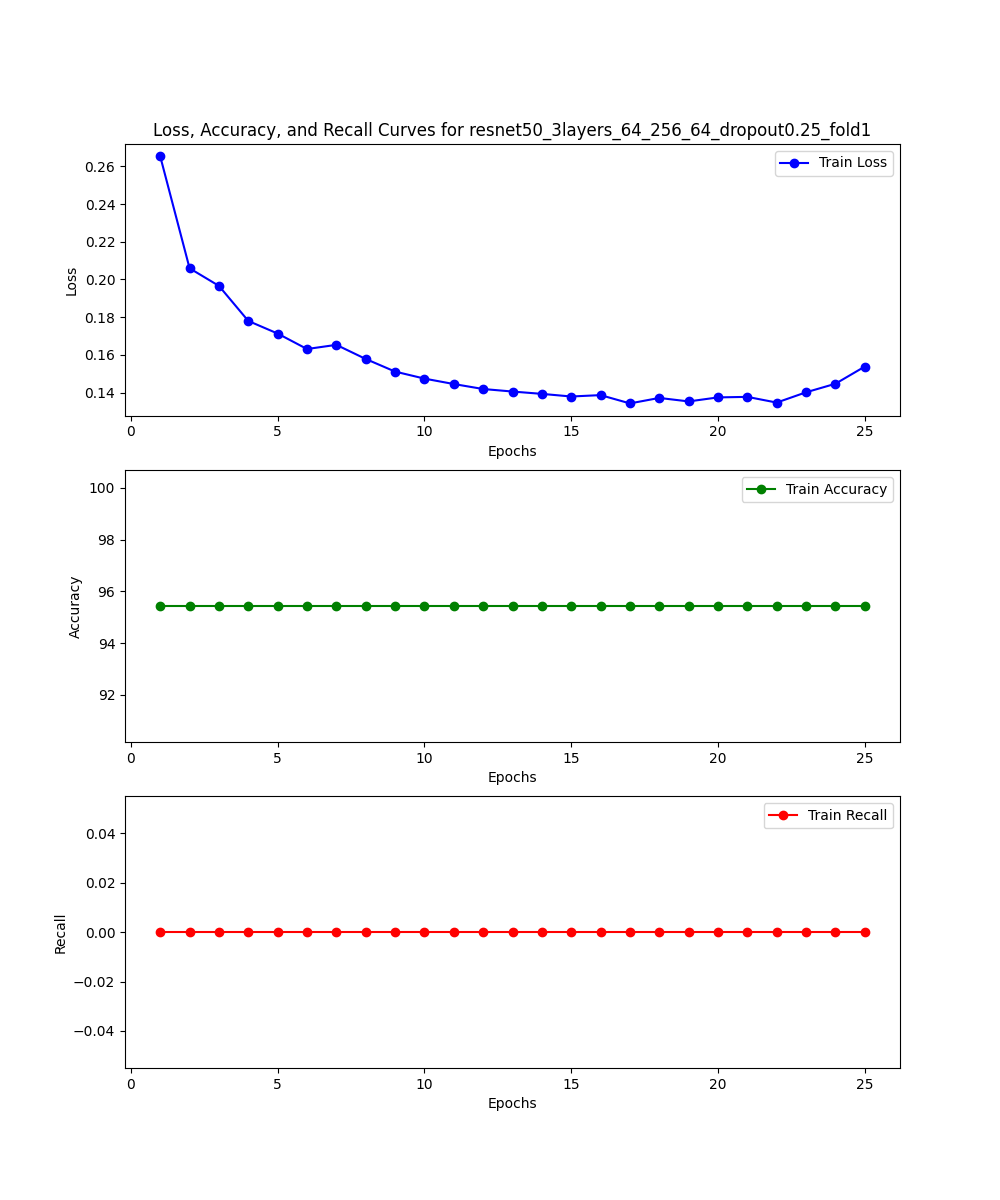 Loss, Accuracy, and Recall Curves for resnet50_3layers_64_256_64_dropout0.25_fold1
Train Loss
0.26
0.24
0.22
0.20
0.18
0.16
0.14
Loss
0 5 10 15 20 25
Epochs
Train Accuracy
100
98
96
94
92
Accuracy
0 5 10 15 20 25
Epochs
Train Recall
0.04
0.02
0.00
−0.02
−0.04
Recall
0 5 10 15 20 25
Epochs